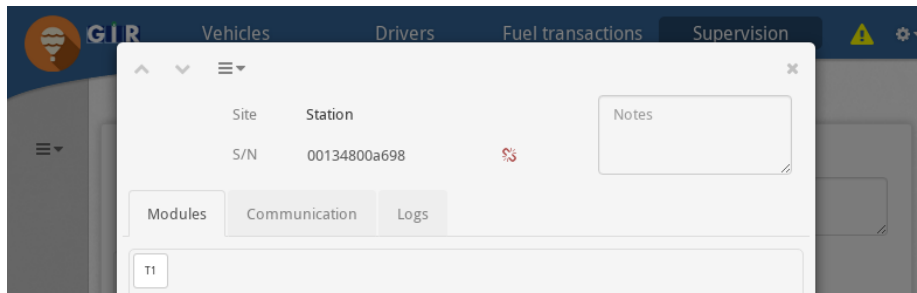 GIR Vehicles Drivers Fuel transactions Supervision
Site Station Notes
S/N 00134800a698
Modules Communication Logs
T1